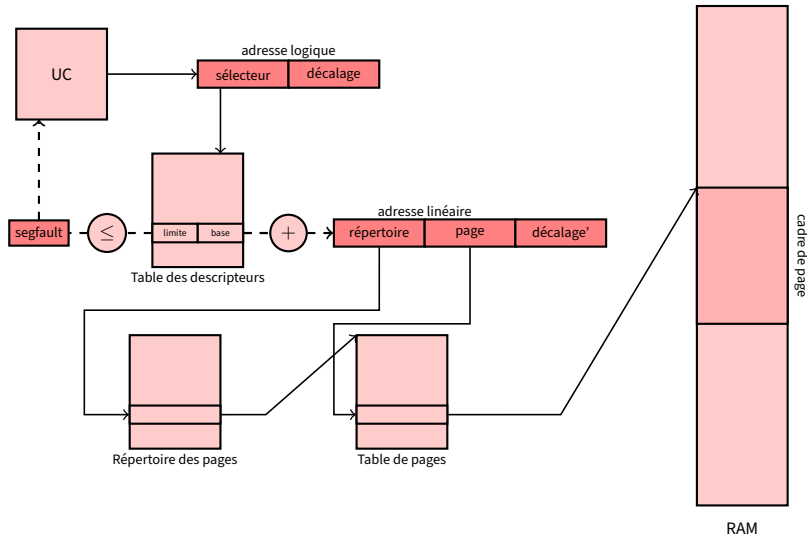 adresse logique
UC
sélecteur
décalage
adresse linéaire
segfault
≤
limite
base
+
répertoire
page
décalage'
Table des descripteurs
cadre de page
Répertoire des pages
Table de pages
RAM